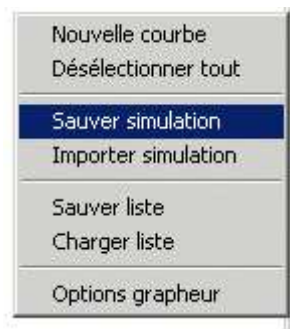 Nouvelle courbe
Désélectionner tout
Sauver simulation
Importer simulation
Sauver liste
Charger liste
Options grapheur